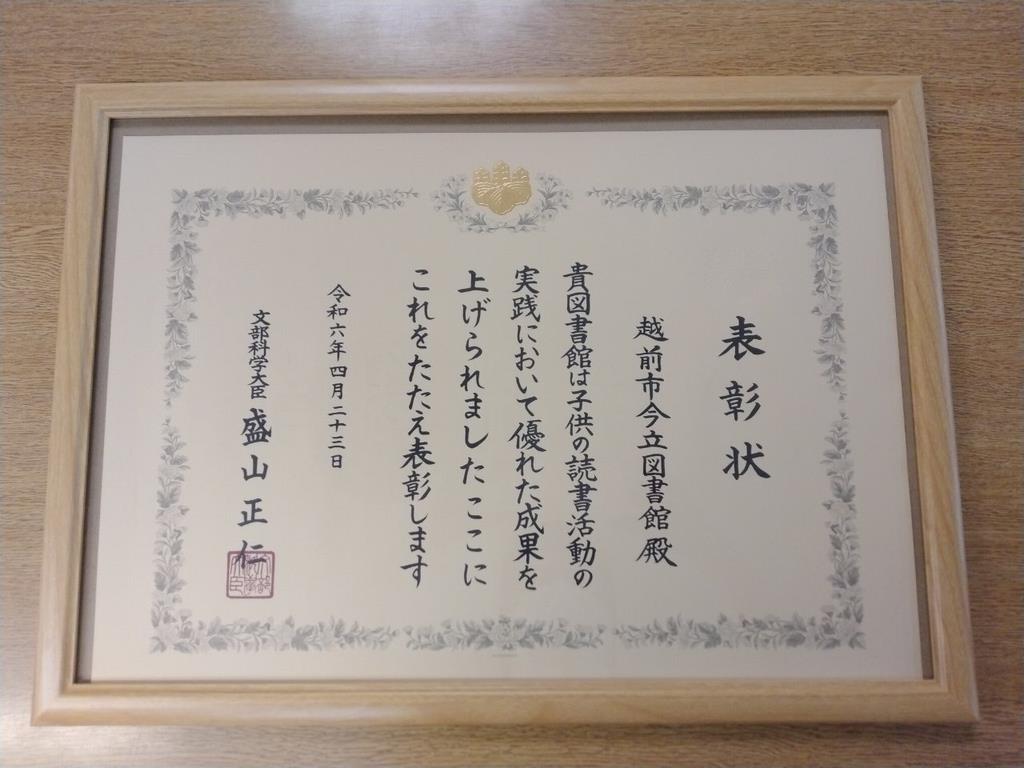 表彰状
越前市今立図書館殿
貴図書館は子供の読書活動の
実践において優れた成果を
上げられましたここに
これをたたえ表彰します
令和六年四月二十三日
文部科学大臣 盛山正仁